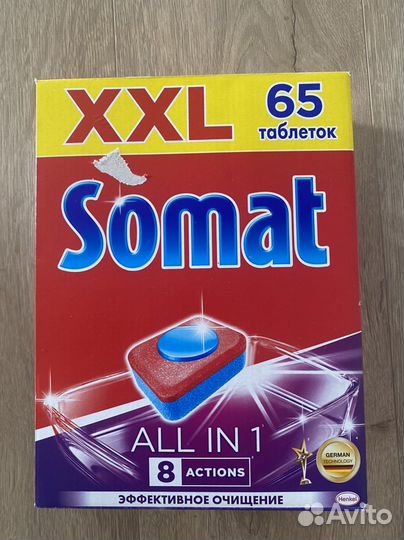 XXL
65
таблеток
Somat
ALL IN 1
8 ACTIONS
GERMAN
TECHNOLOGY
ЭФФЕКТИВНОЕ ОЧИЩЕНИЕ
Henkel
Avito